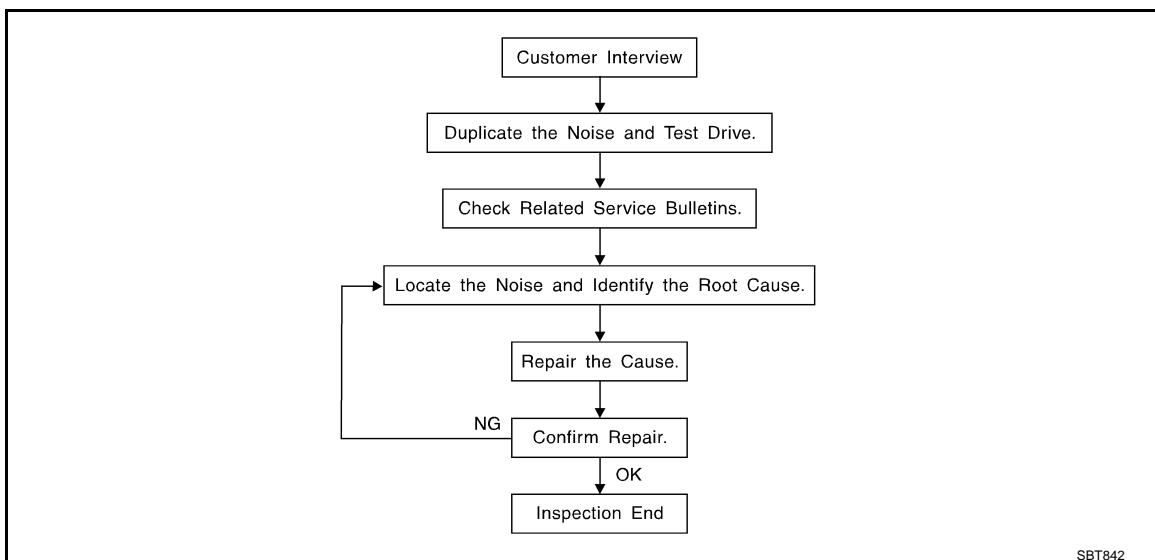 Customer Interview
Duplicate the Noise and Test Drive.
Check Related Service Bulletins.
Locate the Noise and Identify the Root Cause.
Repair the Cause.
NG
Confirm Repair.
OK
Inspection End
SBT842